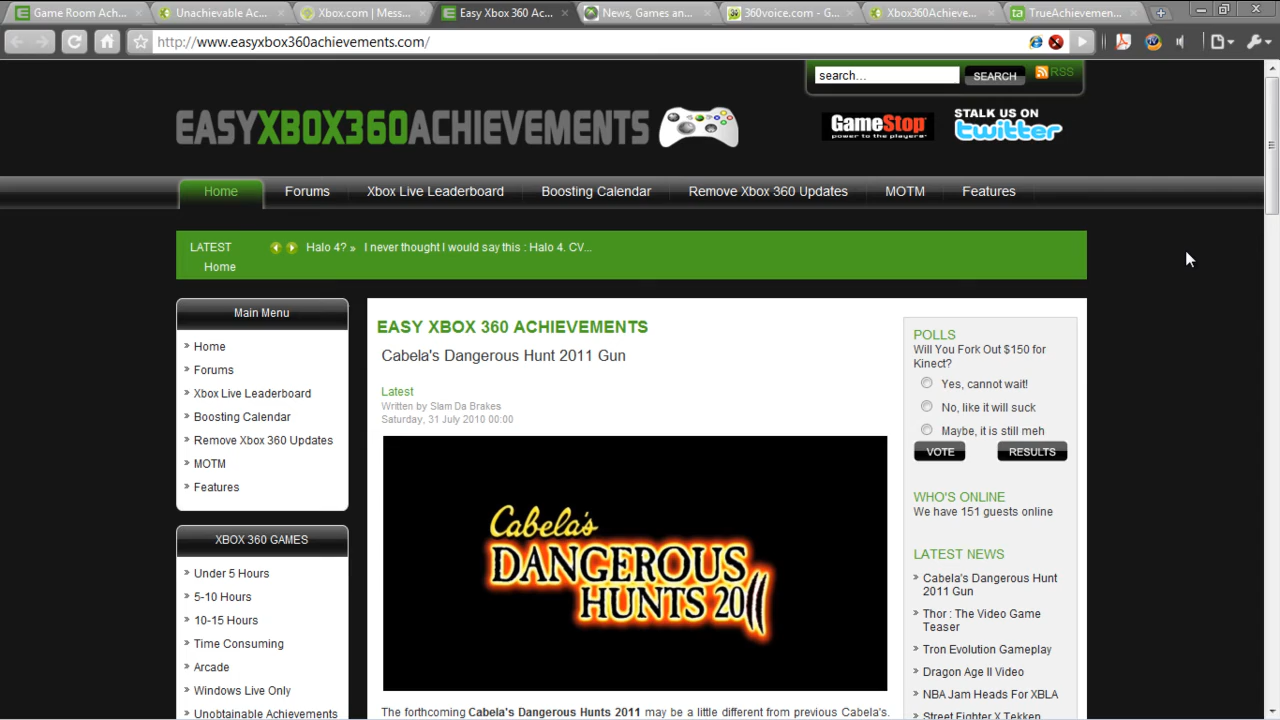 Game Room Ach...
Unachievable Ac...
Xbox.com | Mess...
Easy Xbox 360 Ac...
News, Games an...
360voice.com - G...
Xbox360Achieve...
TrueAchievemen...
http://www.easyxbox360achievements.com/
search...
SEARCH
RSS
EASYXBOX360ACHIEVEMENTS
GameStop
power to the players
STALK US ON
twitter
Home
Forums
Xbox Live Leaderboard
Boosting Calendar
Remove Xbox 360 Updates
MOTM
Features
LATEST
Halo 4? » I never thought I would say this : Halo 4. CV...
Home
Main Menu
Home
Forums
Xbox Live Leaderboard
Boosting Calendar
Remove Xbox 360 Updates
MOTM
Features
XBOX 360 GAMES
Under 5 Hours
5-10 Hours
10-15 Hours
Time Consuming
Arcade
Windows Live Only
Unobtainable Achievements
EASY XBOX 360 ACHIEVEMENTS
Cabela's Dangerous Hunt 2011 Gun
Latest
Written by Slam Da Brakes
Saturday, 31 July 2010 00:00
Cabela's
DANGEROUS
HUNTS 2011
The forthcoming Cabela's Dangerous Hunts 2011 may be a little different from previous Cabela's.
POLLS
Will You Fork Out $150 for
Kinect?
Yes, cannot wait!
No, like it will suck
Maybe, it is still meh
VOTE
RESULTS
WHO'S ONLINE
We have 151 guests online
LATEST NEWS
Cabela's Dangerous Hunt
2011 Gun
Thor : The Video Game
Teaser
Tron Evolution Gameplay
Dragon Age II Video
NBA Jam Heads For XBLA
Street Fighter X Tekken